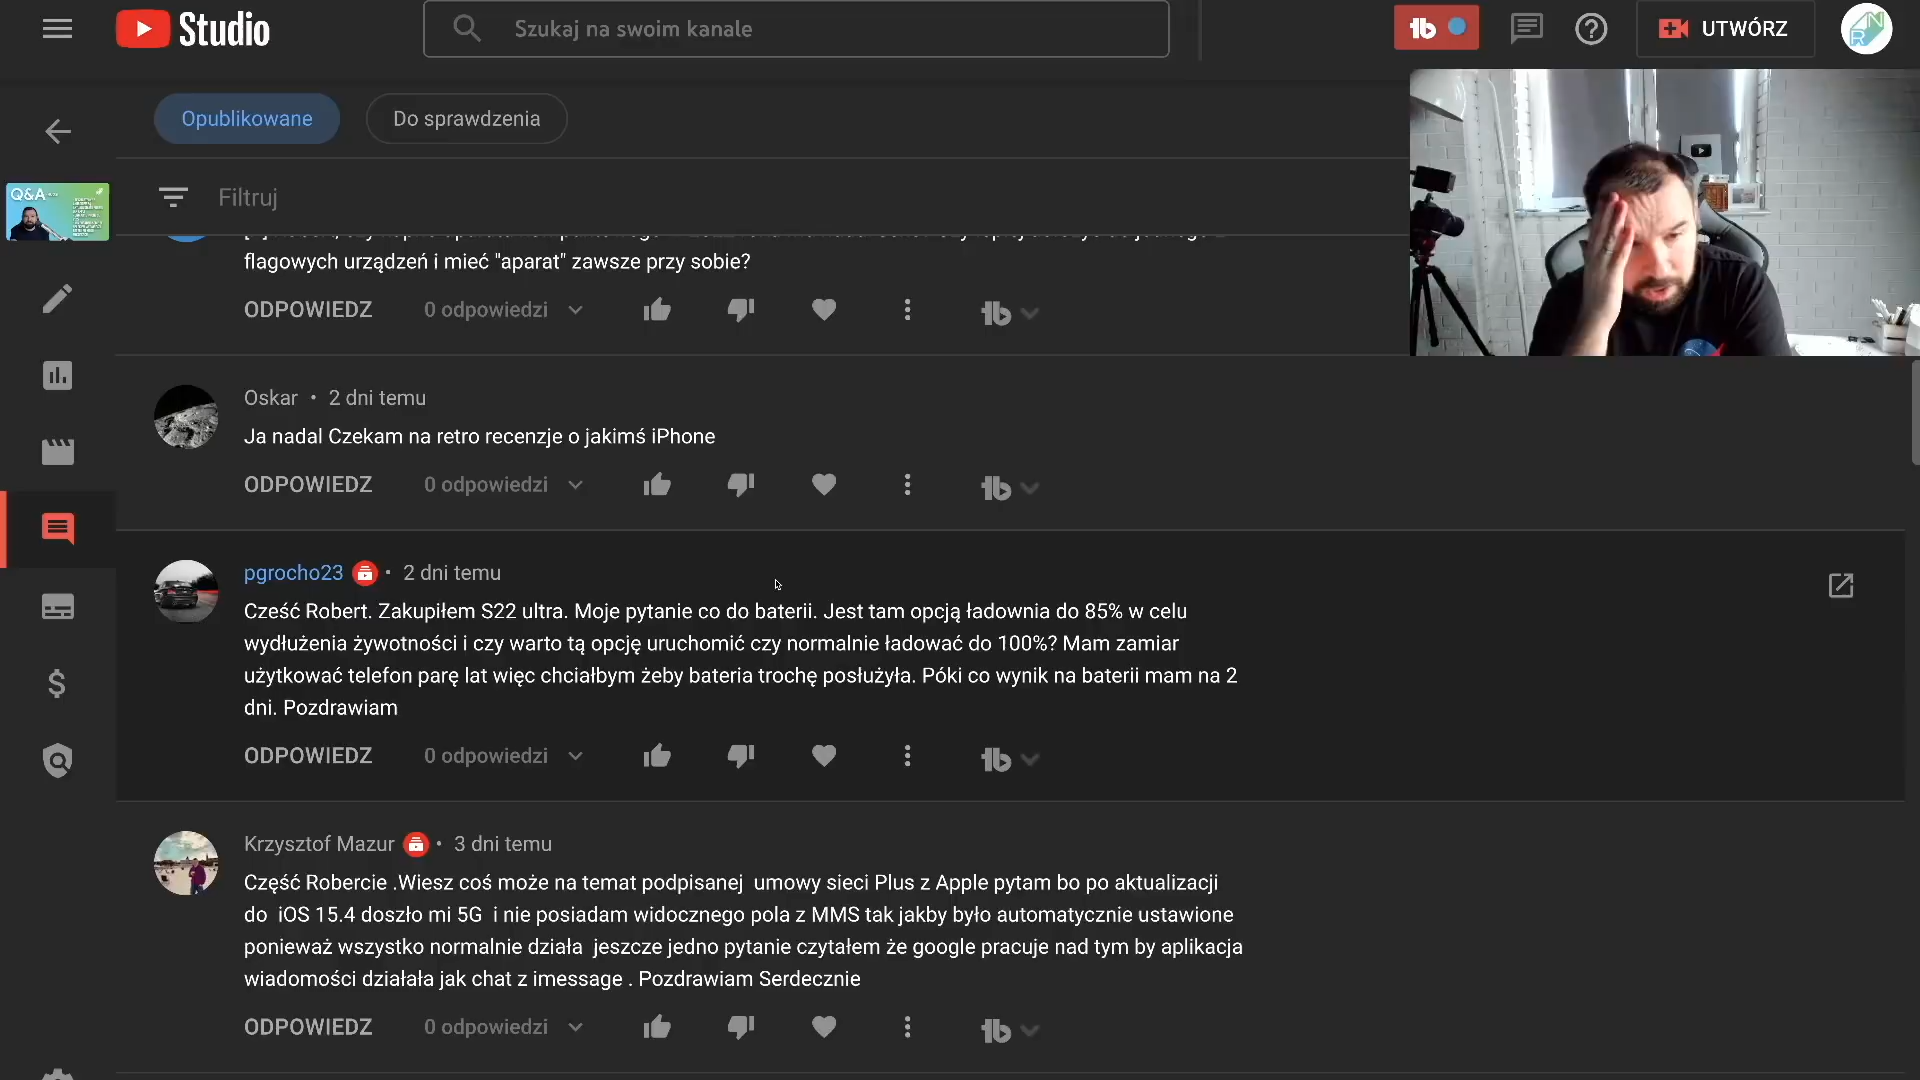 Studio
Szukaj na swoim kanale
UTWÓRZ
Opublikowane
Do sprawdzenia
Q&A
Filtruj
flagowych urządzeń i mieć "aparat" zawsze przy sobie?
ODPOWIEDZ 0 odpowiedzi
Oskar • 2 dni temu
Ja nadal Czekam na retro recenzje o jakimś iPhone
ODPOWIEDZ 0 odpowiedzi
pgrocho23 • 2 dni temu
Cześć Robert. Zakupiłem S22 ultra. Moje pytanie co do baterii. Jest tam opcją ładownia do 85% w celu
wydłużenia żywotności i czy warto tą opcję uruchomić czy normalnie ładować do 100%? Mam zamiar
użytkować telefon parę lat więc chciałbym żeby bateria trochę posłużyła. Póki co wynik na baterii mam na 2
dni. Pozdrawiam
ODPOWIEDZ 0 odpowiedzi
Krzysztof Mazur • 3 dni temu
Część Robercie .Wiesz coś może na temat podpisanej  umowy sieci Plus z Apple pytam bo po aktualizacji
do  iOS 15.4 doszło mi 5G  i nie posiadam widocznego pola z MMS tak jakby było automatycznie ustawione
ponieważ wszystko normalnie działa  jeszcze jedno pytanie czytałem że google pracuje nad tym by aplikacja
wiadomości działała jak chat z imessage . Pozdrawiam Serdecznie
ODPOWIEDZ 0 odpowiedzi